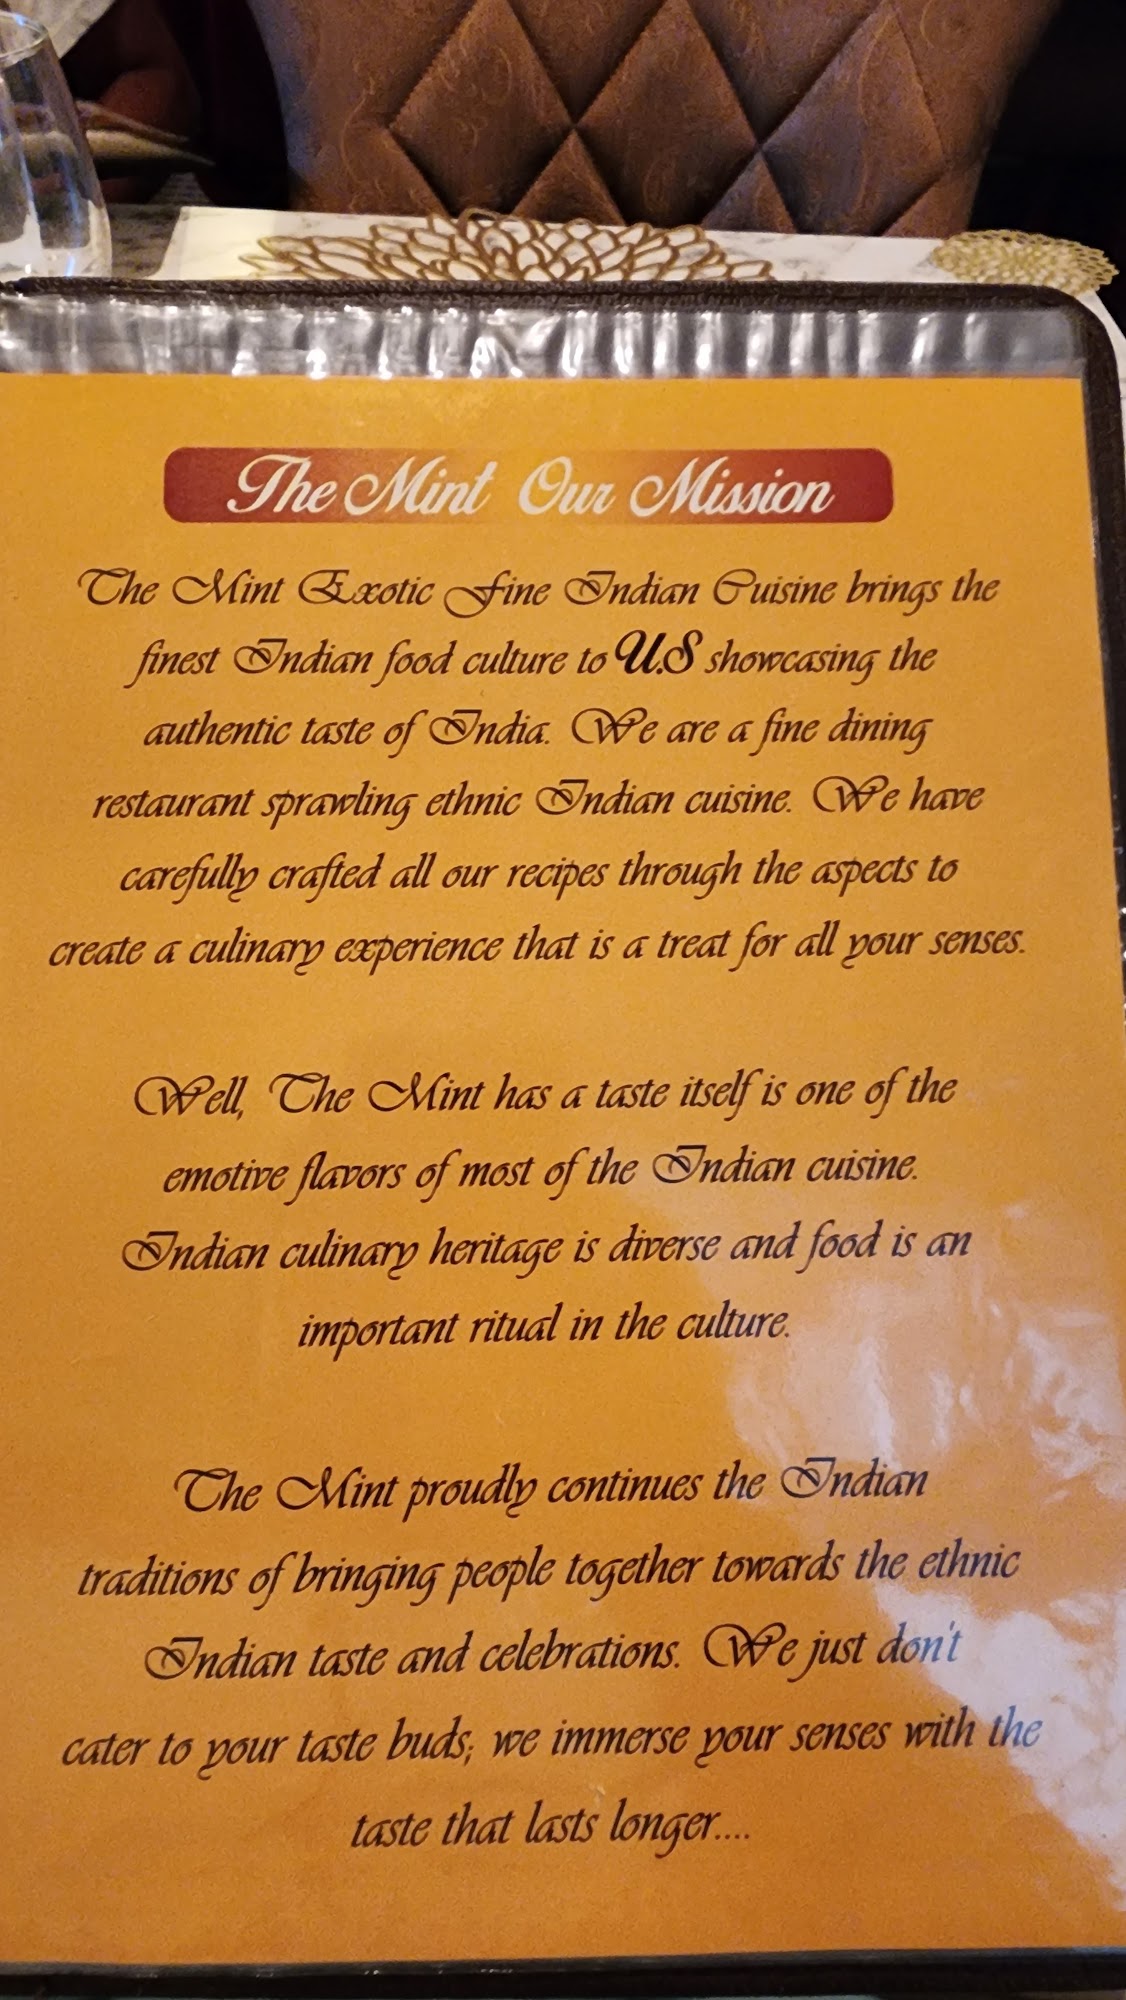 The Mint Our Mission
The Mint Exotic Fine Indian Cuisine brings the
finest Indian food culture to U.S showcasing the
authentic taste of India. We are a fine dining
restaurant sprawling ethnic Indian cuisine. We have
carefully crafted all our recipes through the aspects to
create a culinary experience that is a treat for all your senses.
Well, The Mint has a taste itself is one of the
emotive flavors of most of the Indian cuisine.
Indian culinary heritage is diverse and food is an
important ritual in the culture.
The Mint proudly continues the Indian
traditions of bringing people together towards the ethnic
Indian taste and celebrations. We just don't
cater to your taste buds; we immerse your senses with the
taste that lasts longer....